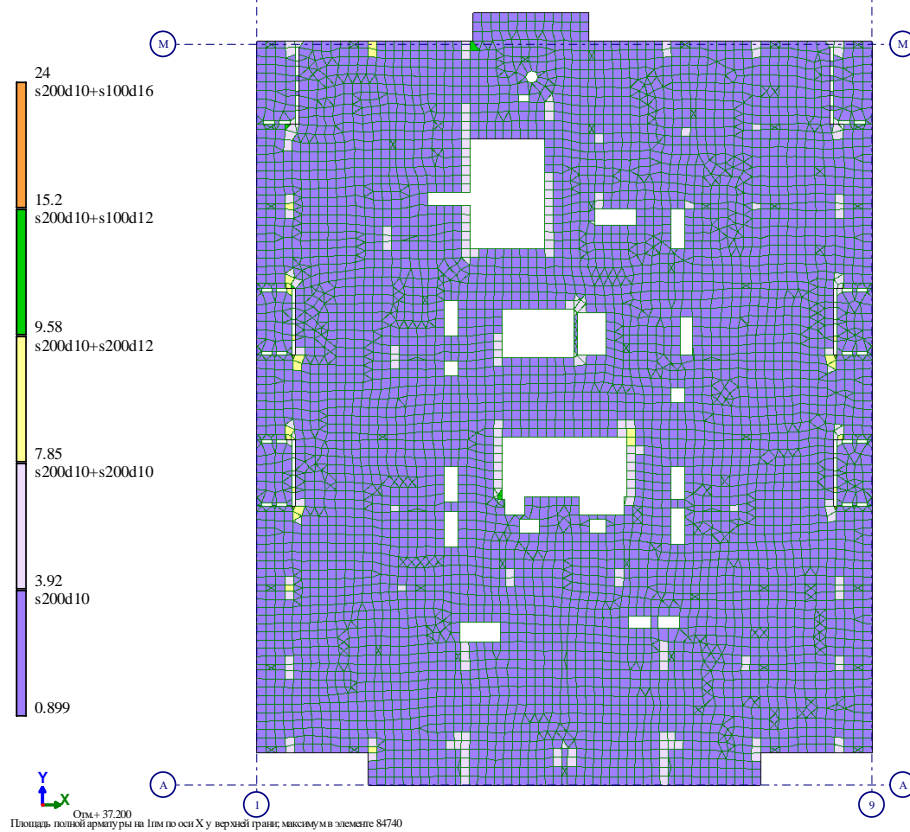 М
М
24
s200d10+s100d16
15.2
s200d10+s100d12
9.58
s200d10+s200d12
7.85
s200d10+s200d10
3.92
s200d10
0.899
Y
X
А
А
1
9
Отм.+ 37.200
Площадь полной арматуры на 1пм по оси X у верхней грани; максимум в элементе 84740